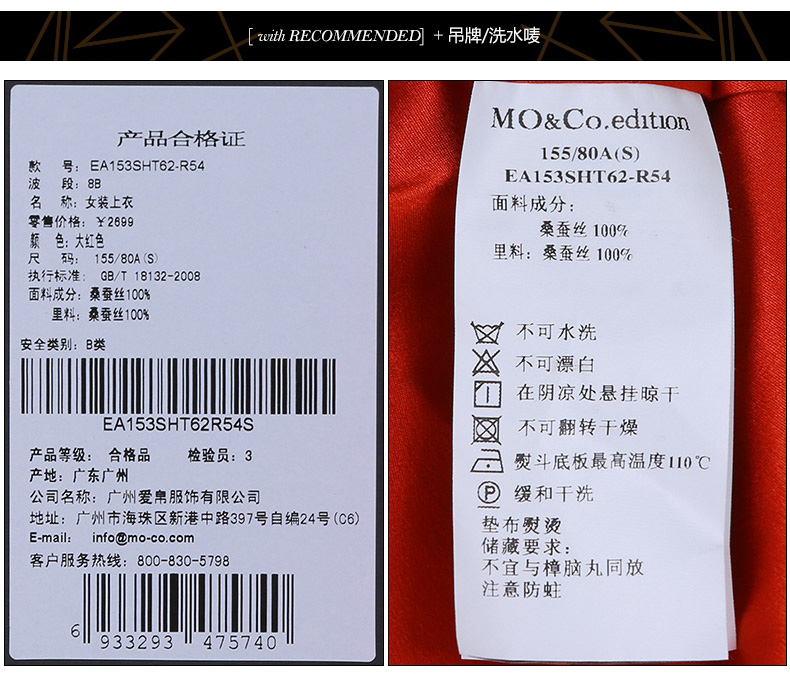 [ with RECOMMENDED] + 吊牌/洗水唛
产品合格证
款 号: EA153SHT62-R54
波 段: 8B
名 称: 女装上衣
零售价格: ￥2699
颜 色: 大红色
尺 码: 155/80A(S)
执行标准: GB/T 18132-2008
面料成分: 桑蚕丝100%
里料: 桑蚕丝100%
安全类别: B类
EA153SHT62R54S
产品等级: 合格品 检验员: 3
产地: 广东广州
公司名称: 广州爱帛服饰有限公司
地址: 广州市海珠区新港中路397号自编24号(C6)
E-mail: info@mo-co.com
客户服务热线: 800-830-5798
6 933293 475740
MO&Co.edition
155/80A(S)
EA153SHT62-R54
面料成分:
桑蚕丝 100%
里料: 桑蚕丝 100%
不可水洗
不可漂白
在阴凉处悬挂晾干
不可翻转干燥
熨斗底板最高温度110℃
P 缓和干洗
垫布熨烫
储藏要求:
不宜与樟脑丸同放
注意防蛀